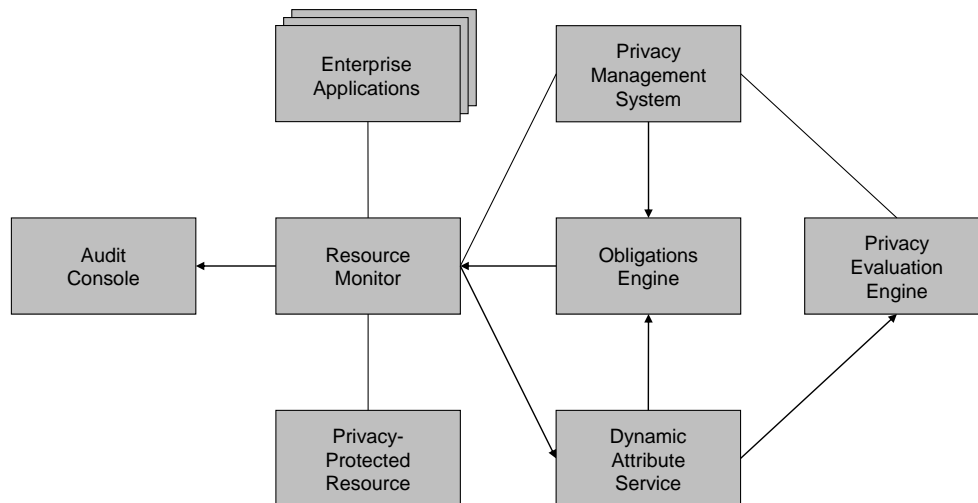 Enterprise
Applications
Privacy
Management
System
Audit
Console
Resource
Monitor
Obligations
Engine
Privacy
Evaluation
Engine
Privacy-
Protected
Resource
Dynamic
Attribute
Service